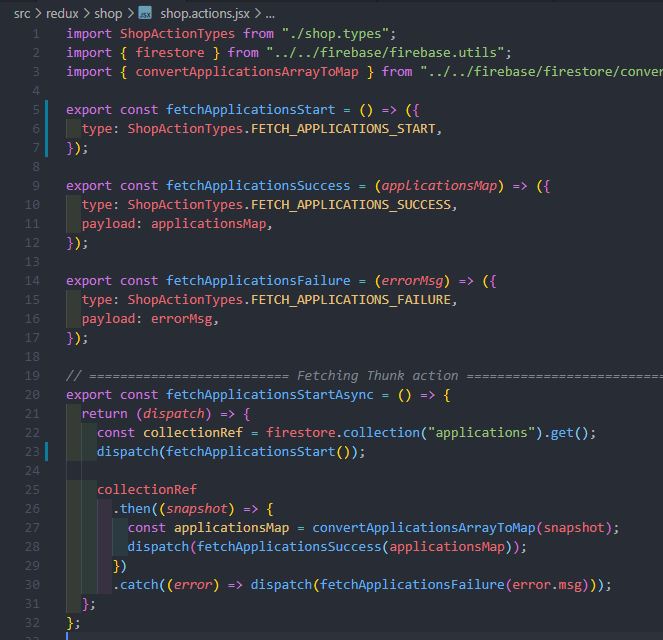 src > redux > shop > shop.actions.jsx > ...
1 import ShopActionTypes from "./shop.types";
2 import { firestore } from "../../firebase/firebase.utils";
3 import { convertApplicationsArrayToMap } from "../../firebase/firestore/conver
4
5 export const fetchApplicationsStart = () => ({
6   type: ShopActionTypes.FETCH_APPLICATIONS_START,
7 });
8
9 export const fetchApplicationsSuccess = (applicationsMap) => ({
10   type: ShopActionTypes.FETCH_APPLICATIONS_SUCCESS,
11   payload: applicationsMap,
12 });
13
14 export const fetchApplicationsFailure = (errorMsg) => ({
15   type: ShopActionTypes.FETCH_APPLICATIONS_FAILURE,
16   payload: errorMsg,
17 });
18
19 // ========================== Fetching Thunk action ==========================
20 export const fetchApplicationsStartAsync = () => {
21   return (dispatch) => {
22     const collectionRef = firestore.collection("applications").get();
23     dispatch(fetchApplicationsStart());
24
25     collectionRef
26       .then((snapshot) => {
27         const applicationsMap = convertApplicationsArrayToMap(snapshot);
28         dispatch(fetchApplicationsSuccess(applicationsMap));
29       })
30       .catch((error) => dispatch(fetchApplicationsFailure(error.msg)));
31   };
32 };
33